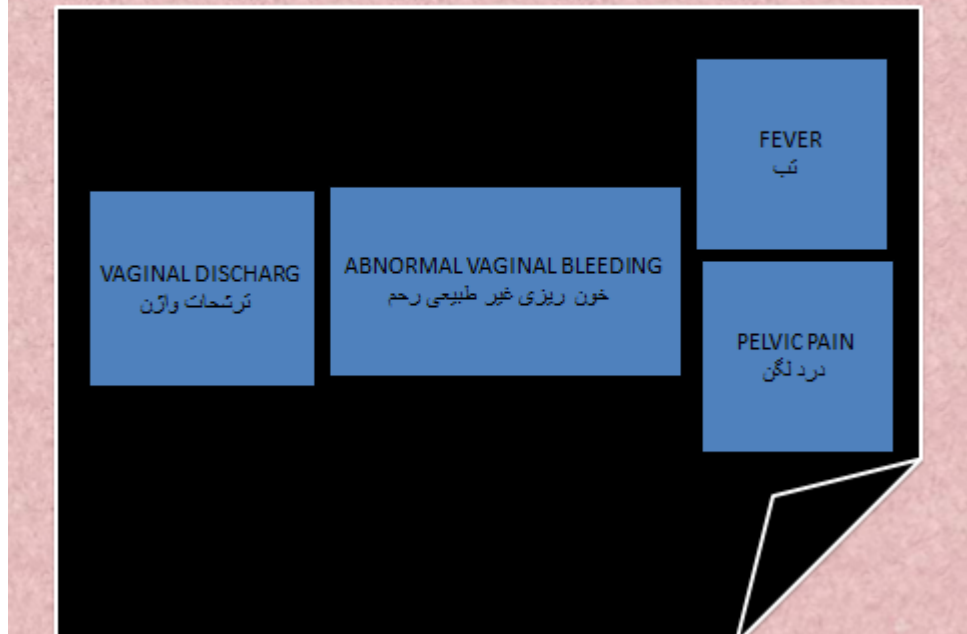 FEVER
تب
VAGINAL DISCHARG
ترشحات واژن
ABNORMAL VAGINAL BLEEDING
خون ریزی غیر طبیعی رحم
PELVIC PAIN
درد لگن